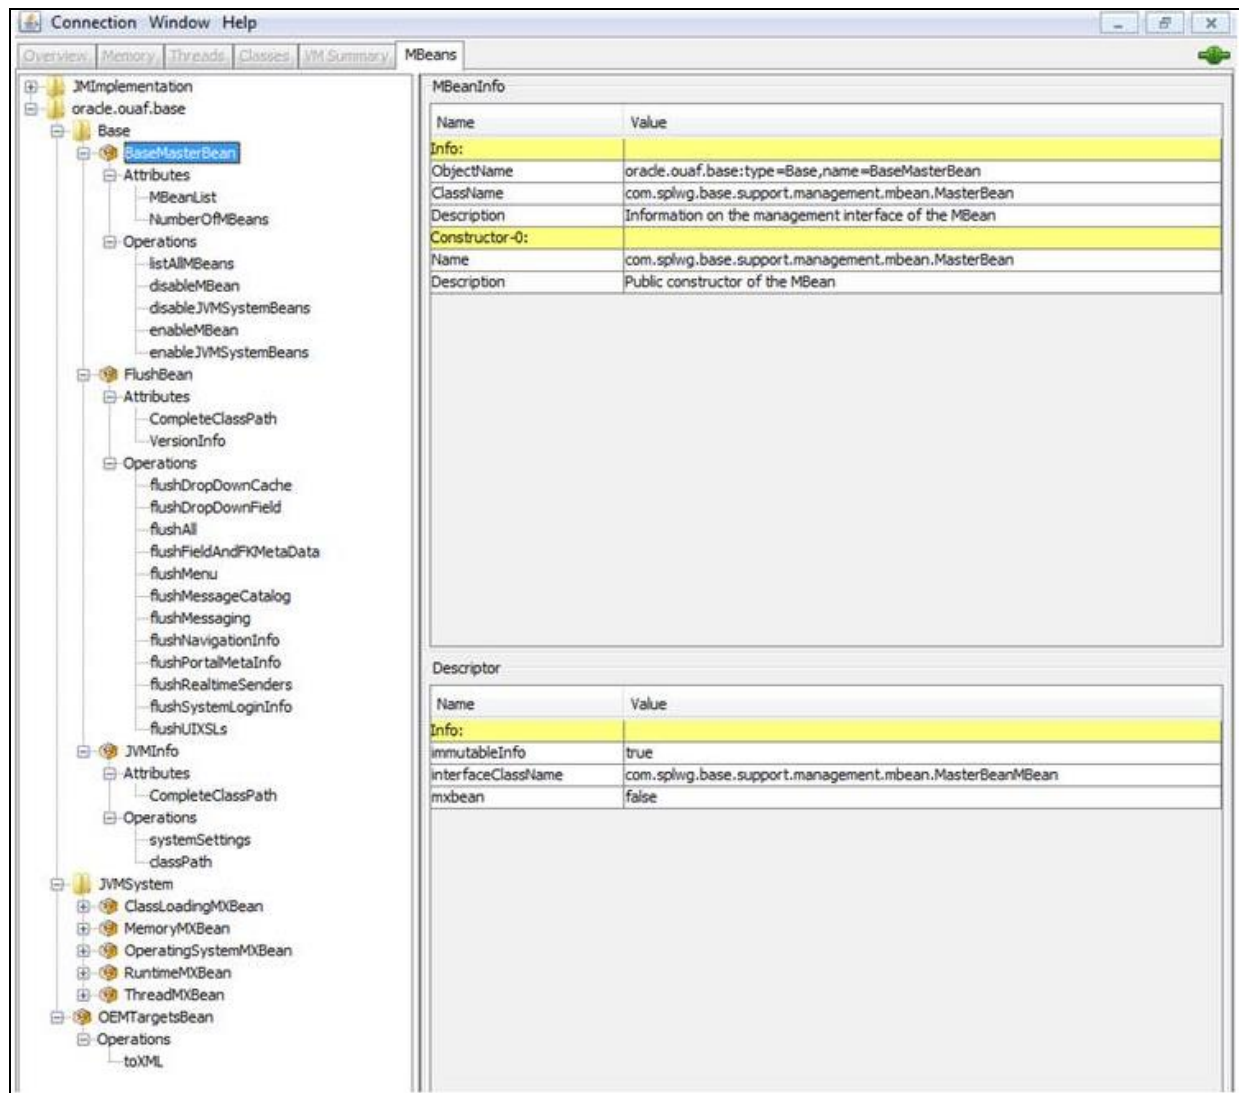 Connection Window Help
Overview Memory Threads Classes VM Summary MBeans
JMImplementation
oracle.ouaf.base
Base
BaseMasterBean
Attributes
MBeanList
NumberOfMBeans
Operations
listAllMBeans
disableMBean
disableJVMSystemBeans
enableMBean
enableJVMSystemBeans
FlushBean
Attributes
CompleteClassPath
VersionInfo
Operations
flushDropDownCache
flushDropDownField
flushAll
flushFieldAndFKMetaData
flushMenu
flushMessageCatalog
flushMessaging
flushNavigationInfo
flushPortalMetaInfo
flushRealtimeSenders
flushSystemLoginInfo
flushUIXSLs
JVMInfo
Attributes
CompleteClassPath
Operations
systemSettings
classPath
JVMSystem
ClassLoadingMXBean
MemoryMXBean
OperatingSystemMXBean
RuntimeMXBean
ThreadMXBean
OEMTargetsBean
Operations
toXML
MBeanInfo
Name Value
Info:
ObjectName oracle.ouaf.base:type=Base,name=BaseMasterBean
ClassName com.splwg.base.support.management.mbean.MasterBean
Description Information on the management interface of the MBean
Constructor-0:
Name com.splwg.base.support.management.mbean.MasterBean
Description Public constructor of the MBean
Descriptor
Name Value
Info:
immutableInfo true
interfaceClassName com.splwg.base.support.management.mbean.MasterBeanMBean
mxbean false